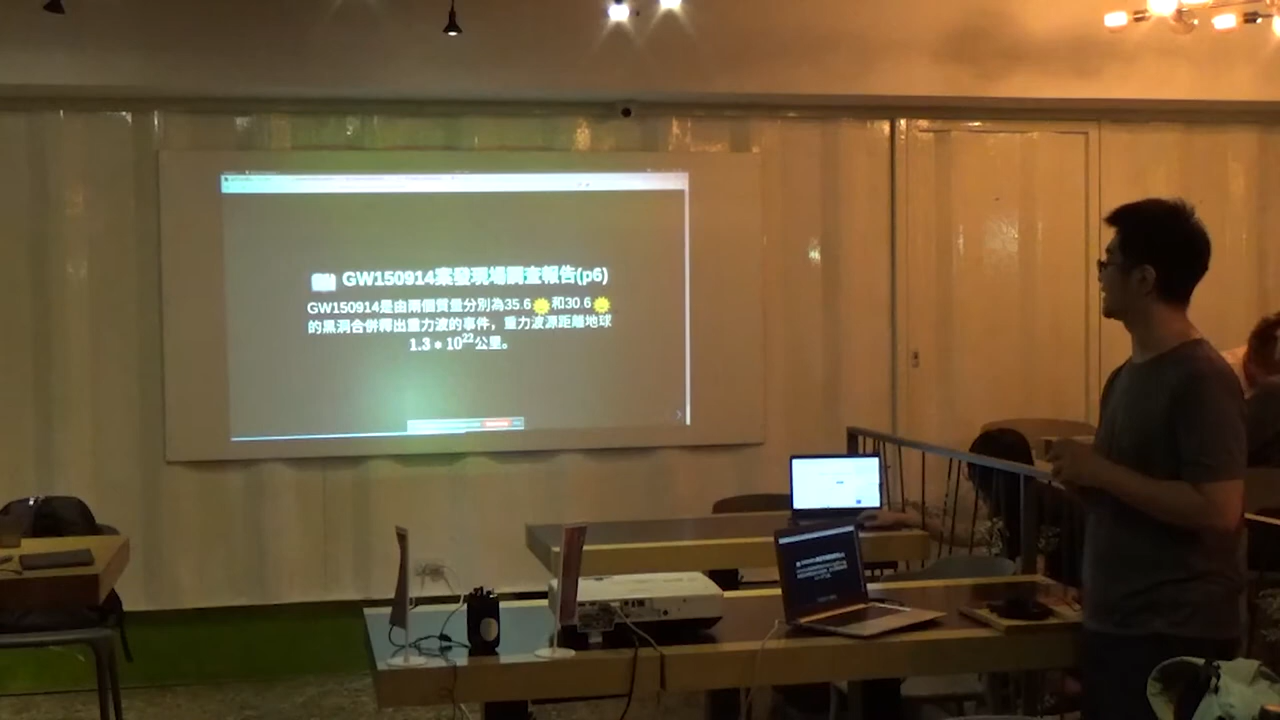 GW150914案發現場調查報告(p6)
GW150914是由兩個質量分別為35.6 和30.6
的黑洞合併釋出重力波的事件，重力波源距離地球
1.3 * 10²²公里。